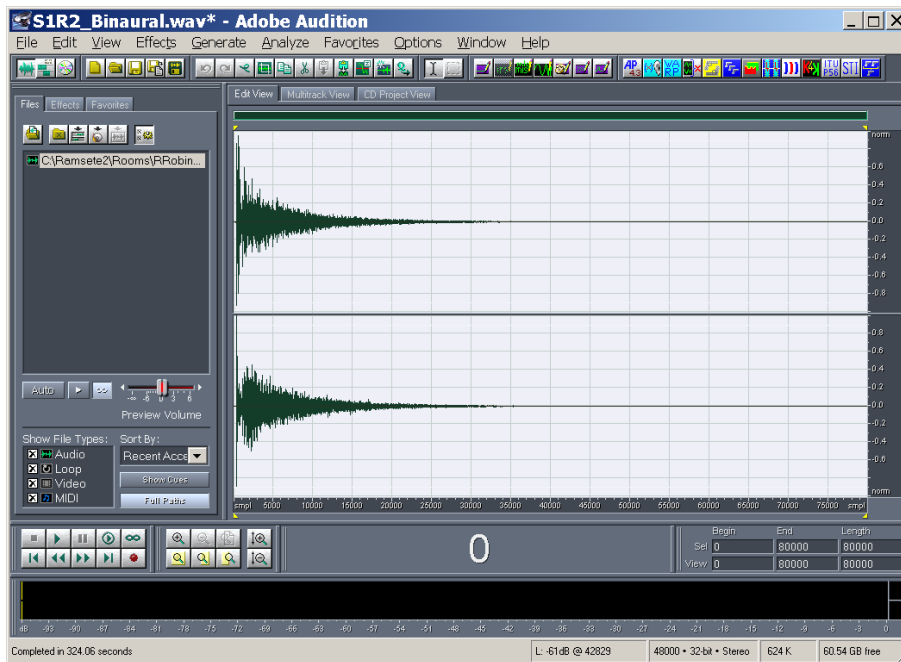 S1R2_Binaural.wav* - Adobe Audition
File Edit View Effects Generate Analyze Favorites Options Window Help
Files Effects Favorites
Edit View Multitrack View CD Project View
C:\Ramsete2\Rooms\RRobin...
norm
-0.6
-0.4
-0.2
-0.0
-0.2
-0.4
-0.6
-0.8
-0.8
-0.6
-0.4
-0.2
-0.0
-0.2
-0.4
-0.6
norm
Auto
-∞ -6 0 3 6
Preview Volume
Show File Types: Sort By:
Audio Recent Acce
Loop
Video Show Cues
MIDI Full Paths
smpl 5000 10000 15000 20000 25000 30000 35000 40000 45000 50000 55000 60000 65000 70000 75000 smpl
0
Begin End Length
Sel 0 80000 80000
View 0 80000 80000
dB -93 -90 -87 -84 -81 -78 -75 -72 -69 -66 -63 -60 -57 -54 -51 -48 -45 -42 -39 -36 -33 -30 -27 -24 -21 -18 -15 -12 -9 -6 -3 0
Completed in 324.06 seconds L: -61dB @ 42829 48000 • 32-bit • Stereo 624 K 60.54 GB free